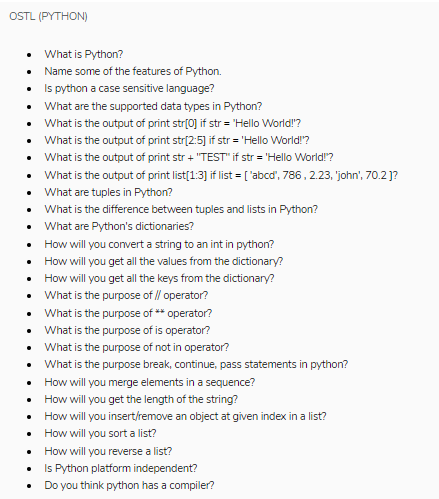 OSTL (PYTHON)
• What is Python?
• Name some of the features of Python.
• Is python a case sensitive language?
• What are the supported data types in Python?
• What is the output of print str[0] if str = 'Hello World!'?
• What is the output of print str[2:5] if str = 'Hello World!'?
• What is the output of print str + "TEST" if str = 'Hello World!'?
• What is the output of print list[1:3] if list = [ 'abcd', 786 , 2.23, 'john', 70.2 ]?
• What are tuples in Python?
• What is the difference between tuples and lists in Python?
• What are Python's dictionaries?
• How will you convert a string to an int in python?
• How will you get all the values from the dictionary?
• How will you get all the keys from the dictionary?
• What is the purpose of // operator?
• What is the purpose of ** operator?
• What is the purpose of is operator?
• What is the purpose of not in operator?
• What is the purpose break, continue, pass statements in python?
• How will you merge elements in a sequence?
• How will you get the length of the string?
• How will you insert/remove an object at given index in a list?
• How will you sort a list?
• How will you reverse a list?
• Is Python platform independent?
• Do you think python has a compiler?